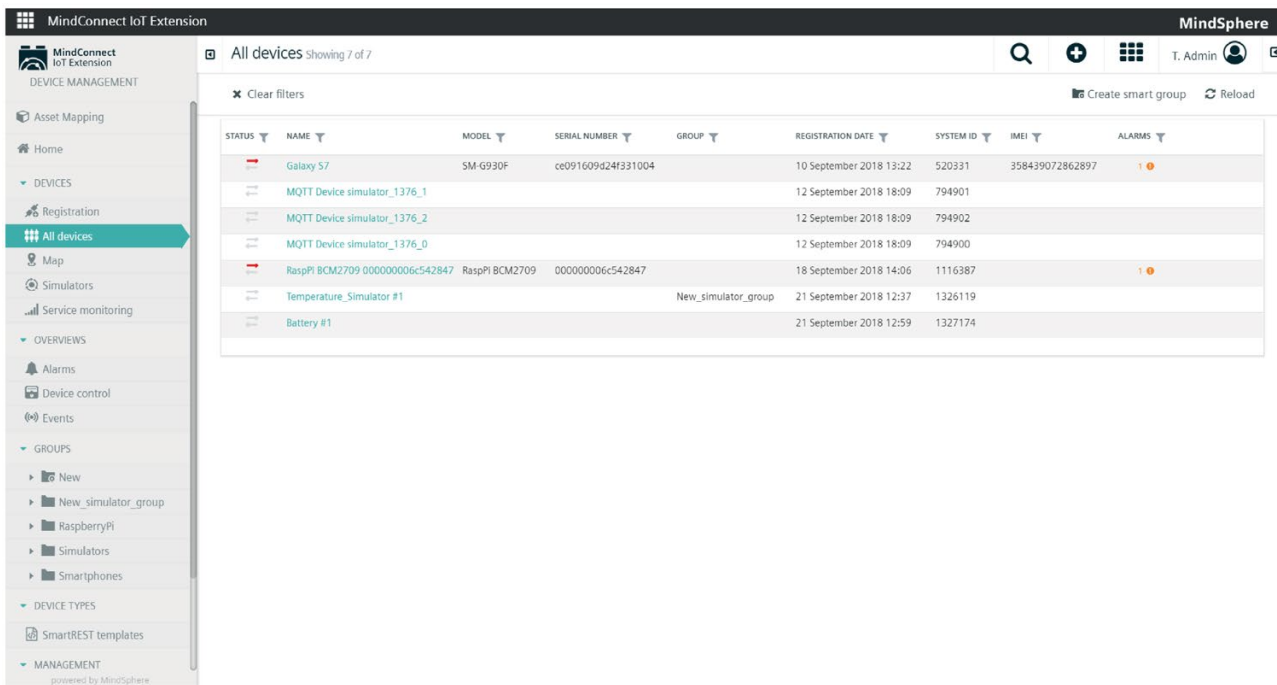 MindConnect IoT Extension
MindSphere
MindConnect
IoT Extension
DEVICE MANAGEMENT
Asset Mapping
Home
DEVICES
Registration
All devices
Map
Simulators
Service monitoring
OVERVIEWS
Alarms
Device control
Events
GROUPS
New
New_simulator_group
RaspberryPi
Simulators
Smartphones
DEVICE TYPES
SmartREST templates
MANAGEMENT
powered by MindSphere
All devices Showing 7 of 7
T. Admin
Clear filters
Create smart group Reload
STATUS NAME MODEL SERIAL NUMBER GROUP REGISTRATION DATE SYSTEM ID IMEI ALARMS
Galaxy S7 SM-G930F ce091609d24f331004 10 September 2018 13:22 520331 358439072862897 1
MQTT Device simulator_1376_1 12 September 2018 18:09 794901
MQTT Device simulator_1376_2 12 September 2018 18:09 794902
MQTT Device simulator_1376_0 12 September 2018 18:09 794900
RaspPi BCM2709 000000006c542847 RaspPi BCM2709 000000006c542847 18 September 2018 14:06 1116387 1
Temperature_Simulator #1 New_simulator_group 21 September 2018 12:37 1326119
Battery #1 21 September 2018 12:59 1327174